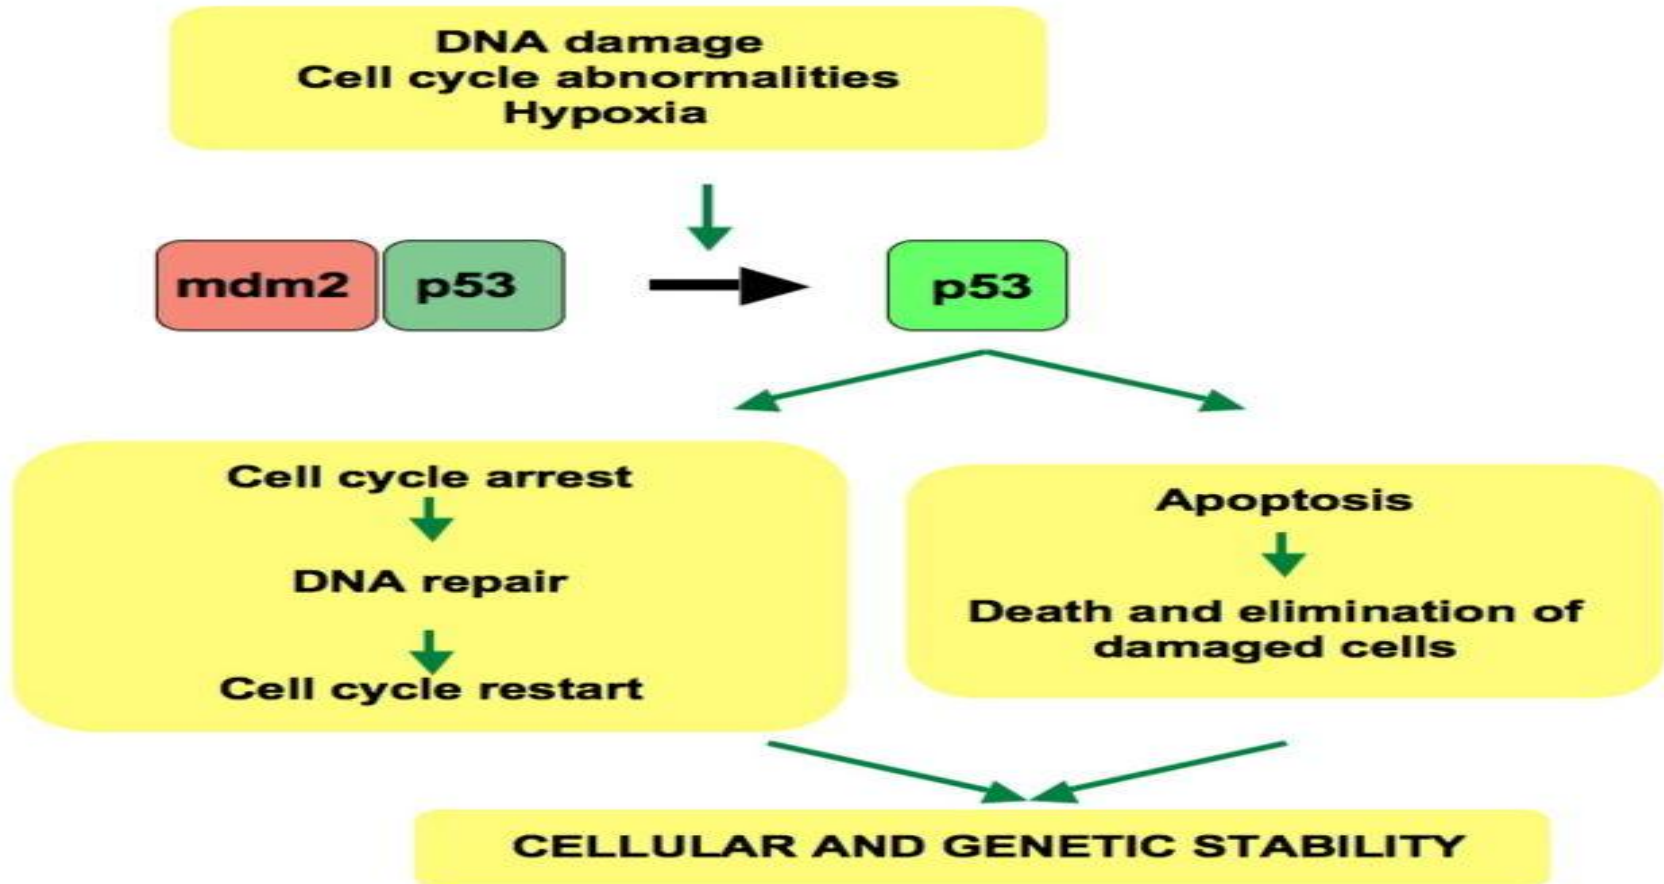 DNA damage
Cell cycle abnormalities
Hypoxia
mdm2 p53 p53
Cell cycle arrest
DNA repair
Cell cycle restart
Apoptosis
Death and elimination of
damaged cells
CELLULAR AND GENETIC STABILITY